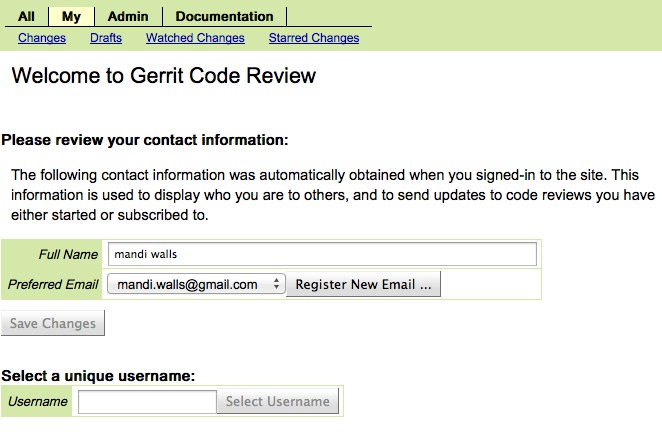 All My Admin Documentation
Changes Drafts Watched Changes Starred Changes
Welcome to Gerrit Code Review
Please review your contact information:
The following contact information was automatically obtained when you signed-in to the site. This
information is used to display who you are to others, and to send updates to code reviews you have
either started or subscribed to.
Full Name mandi walls
Preferred Email mandi.walls@gmail.com Register New Email ...
Save Changes
Select a unique username:
Username Select Username